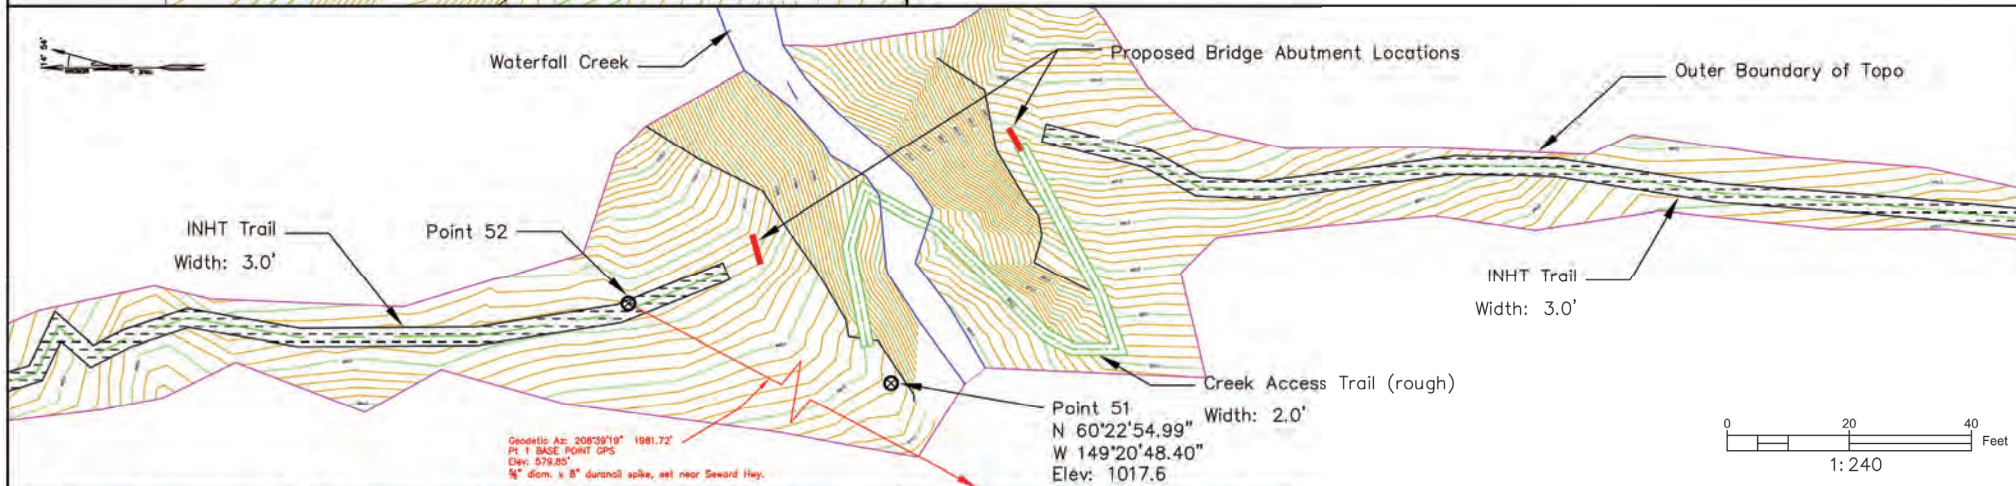 Waterfall Creek
Proposed Bridge Abutment Locations
Outer Boundary of Topo
INHT Trail
Width: 3.0'
Point 52
INHT Trail
Width: 3.0'
Creek Access Trail (rough)
Width: 2.0'
Point 51
N 60°22'54.99"
W 149°20'48.40"
Elev: 1017.6
Geodetic Az: 208°39'19" 1981.72'
Pt 1 BASE POINT GPS
Elev: 579.85'
diam. x 8" duranail spike, set near Seward Hwy.
0 20 40
Feet
1:240